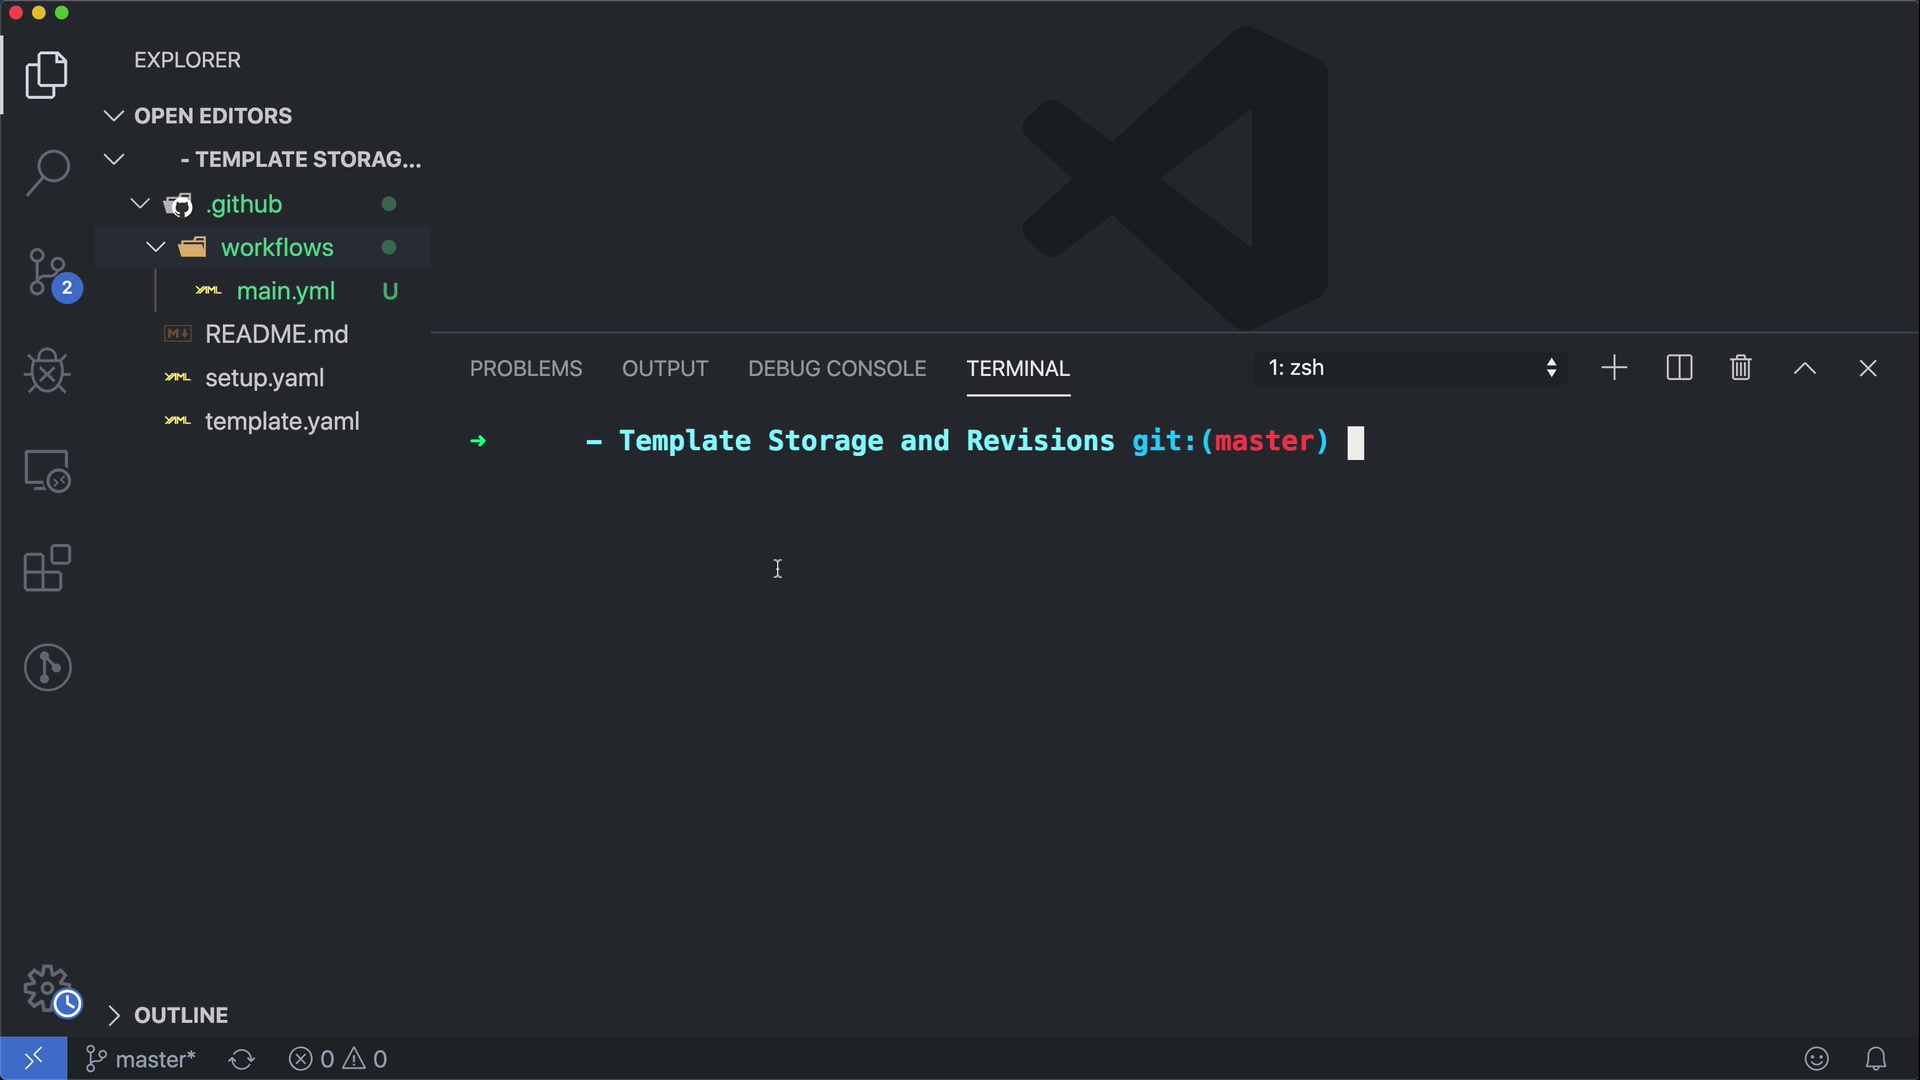 EXPLORER
OPEN EDITORS
- TEMPLATE STORAG...
.github
workflows
main.yml U
README.md
setup.yaml
template.yaml
2
PROBLEMS OUTPUT DEBUG CONSOLE TERMINAL 1: zsh
➜ - Template Storage and Revisions git:(master)
OUTLINE
master* 0 0